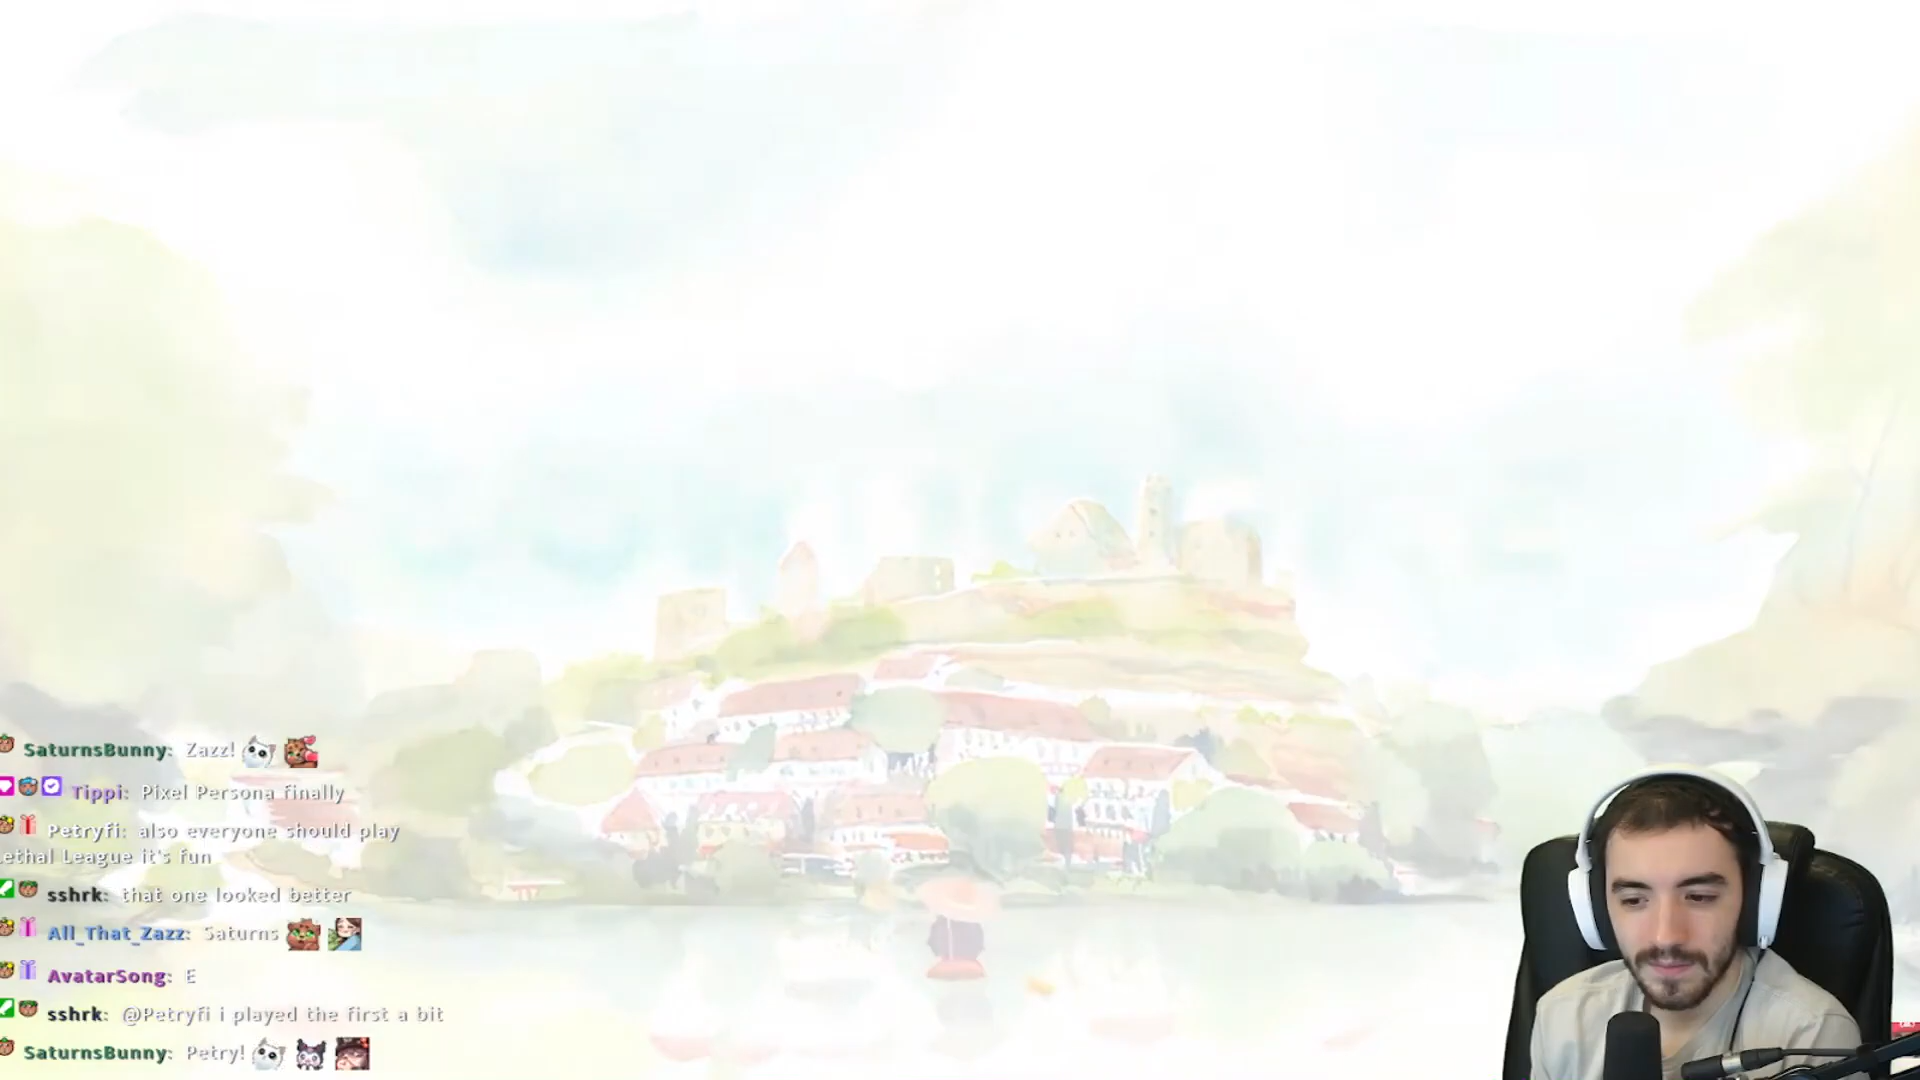 SaturnsBunny: Zazz!
Tippi: Pixel Persona finally
Petryfi: also everyone should play
Lethal League it's fun
sshrk: that one looked better
All_That_Zazz: Saturns
AvatarSong: E
sshrk: @Petryfi i played the first a bit
SaturnsBunny: Petry!